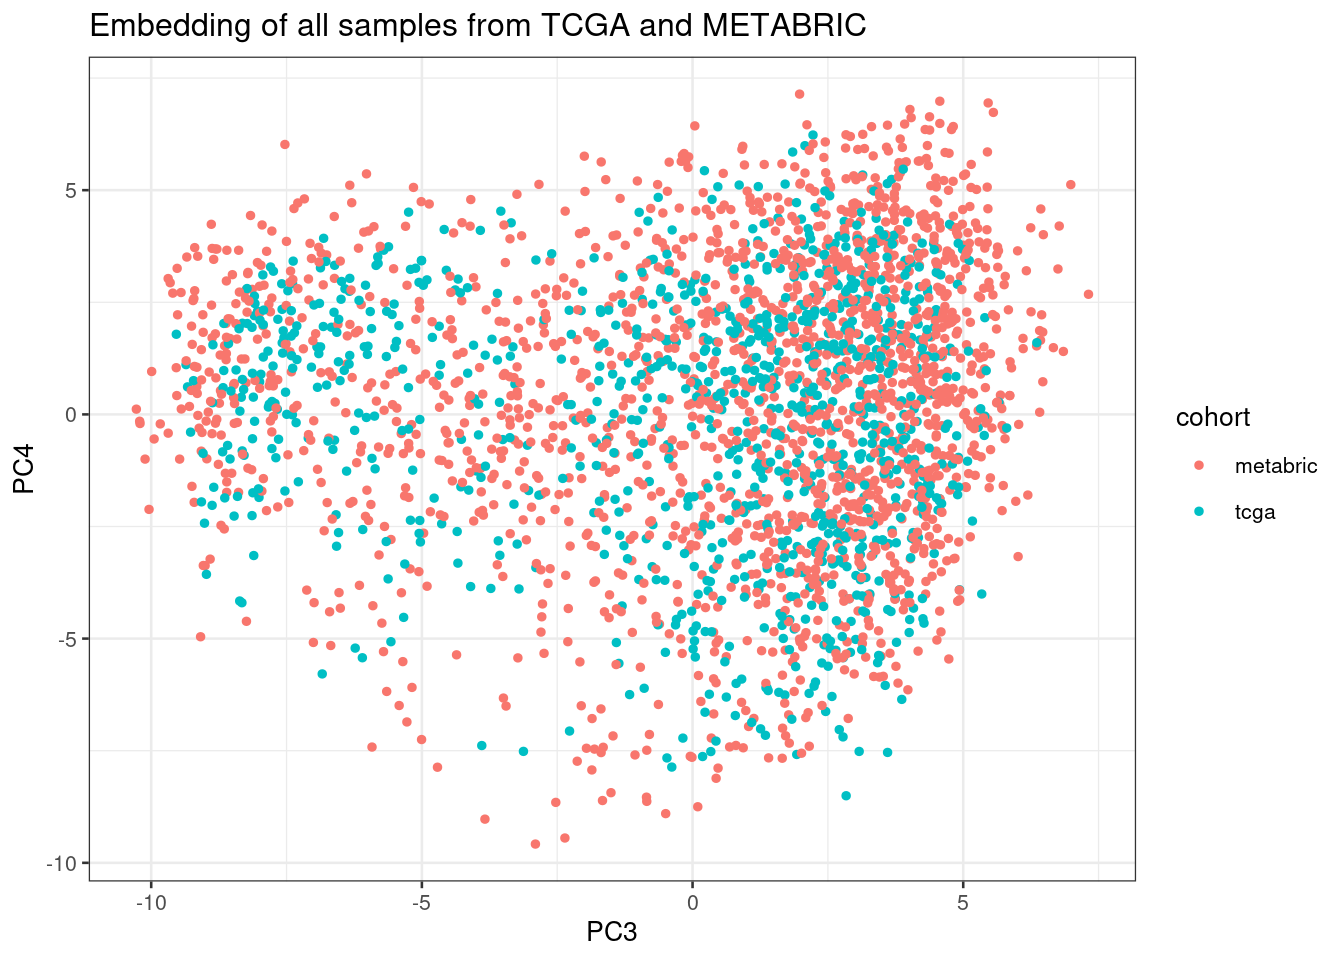 Embedding of all samples from TCGA and METABRIC
5
0
-5
-10
PC4
-10
-5
0
5
PC3
cohort
metabric
tcga